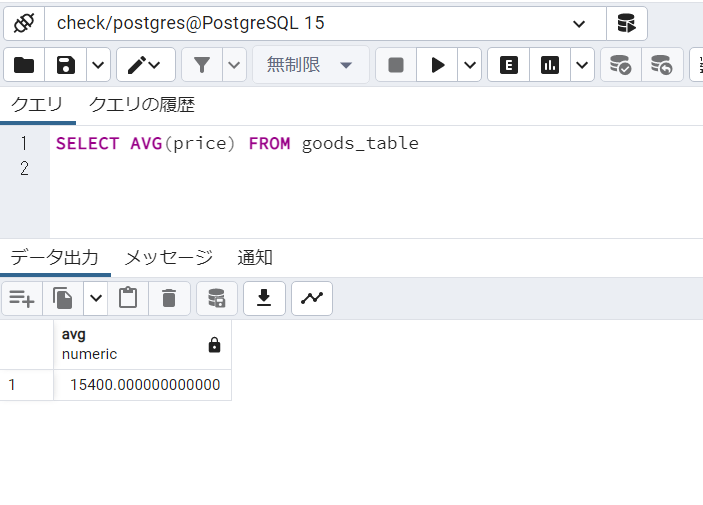 check/postgres@PostgreSQL 15
無制限
E
クエリ クエリの履歴
1 SELECT AVG(price) FROM goods_table
2
データ出力 メッセージ 通知
avg
numeric
1 15400.000000000000